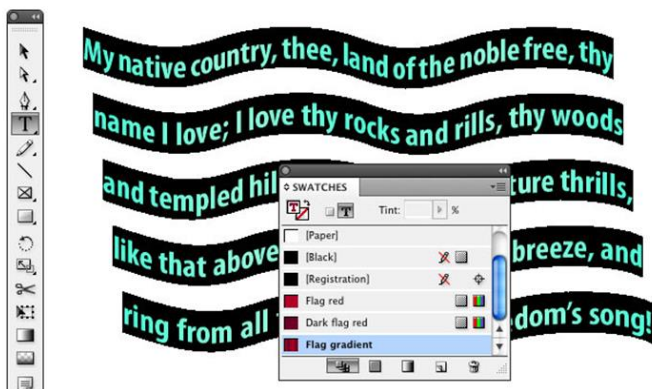 My native country, thee, land of the noble free, thy
name I love; I love thy rocks and rills, thy woods
and templed hil ture thrills,
like that above breeze, and
ring from all dom's song!
SWATCHES
T T Tint: %
[Paper]
[Black]
[Registration]
Flag red
Dark flag red
Flag gradient
T